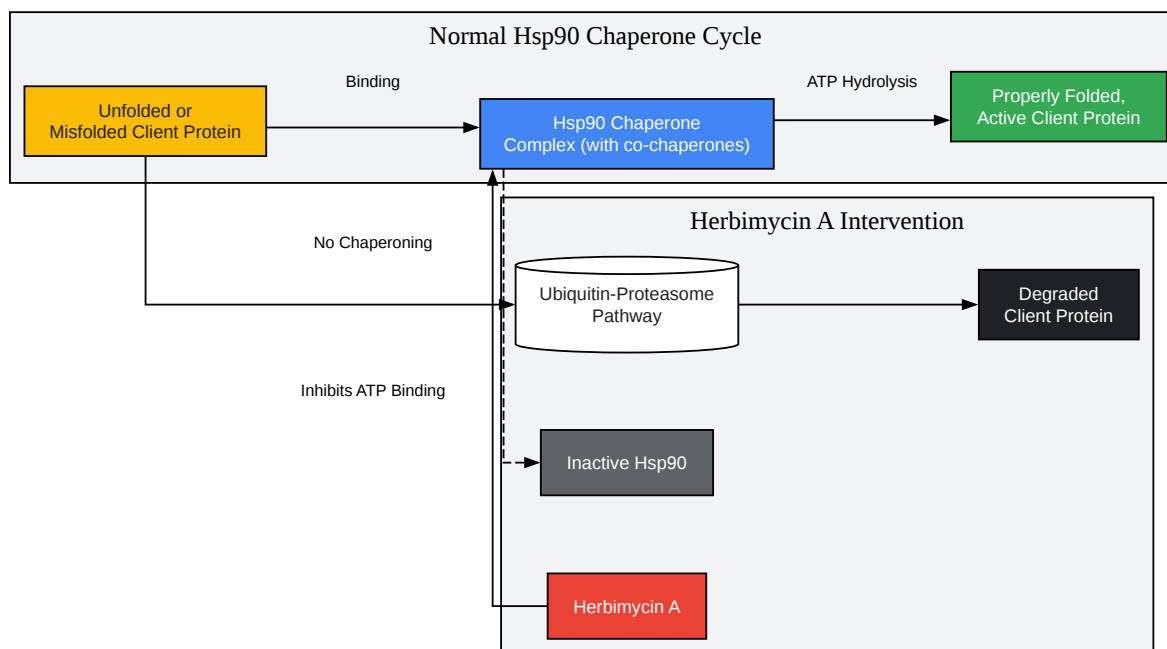 Normal Hsp90 Chaperone Cycle
Binding
ATP Hydrolysis
Unfolded or
Misfolded Client Protein
Hsp90 Chaperone
Complex (with co-chaperones)
Properly Folded,
Active Client Protein
Herbimycin A Intervention
No Chaperoning
Ubiquitin-Proteasome
Pathway
Degraded
Client Protein
Inhibits ATP Binding
Inactive Hsp90
Herbimycin A